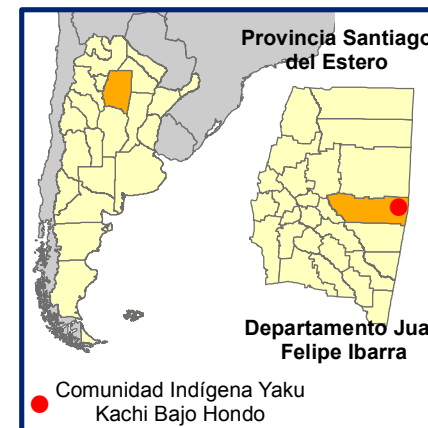 Provincia Santiago
del Estero
Departamento Jua
Felipe Ibarra
Comunidad Indígena Yaku
Kachi Bajo Hondo